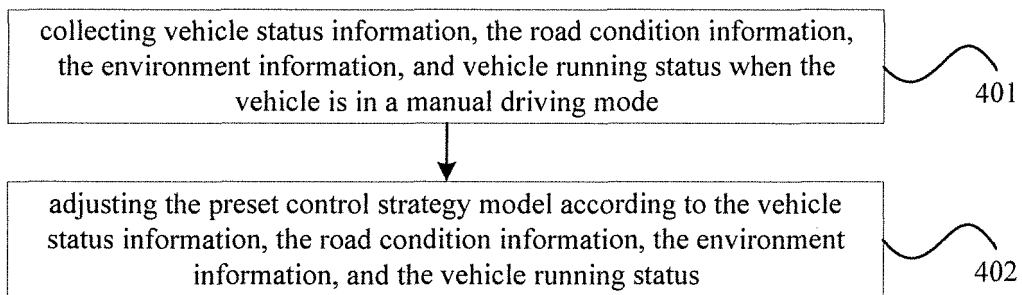 collecting vehicle status information, the road condition information,
the environment information, and vehicle running status when the
vehicle is in a manual driving mode
401
adjusting the preset control strategy model according to the vehicle
status information, the road condition information, the environment
information, and the vehicle running status
402